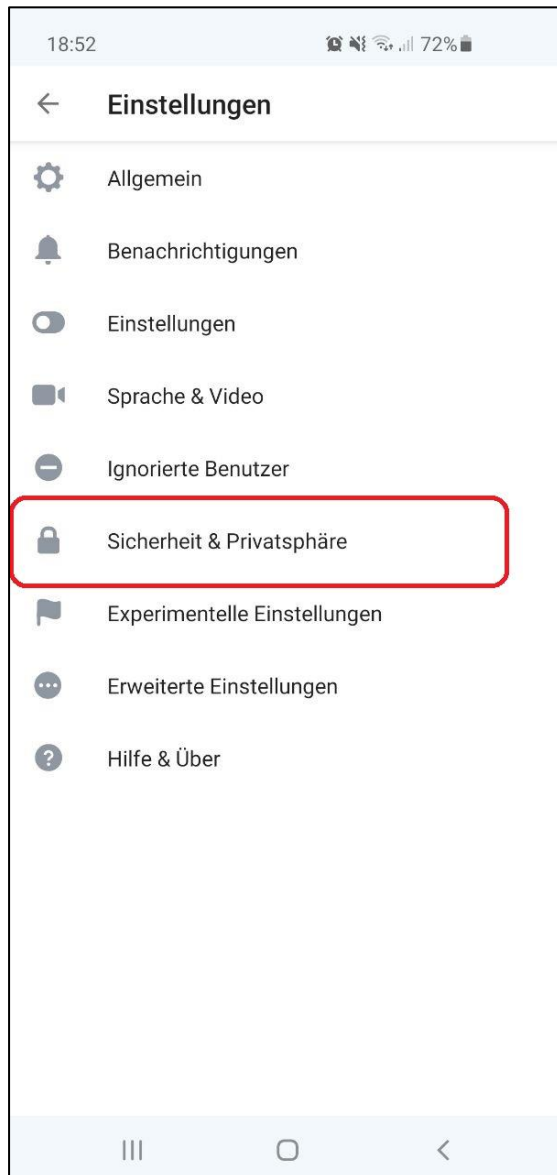 18:52 72%
Einstellungen
Allgemein
Benachrichtigungen
Einstellungen
Sprache & Video
Ignorierte Benutzer
Sicherheit & Privatsphäre
Experimentelle Einstellungen
Erweiterte Einstellungen
Hilfe & Über